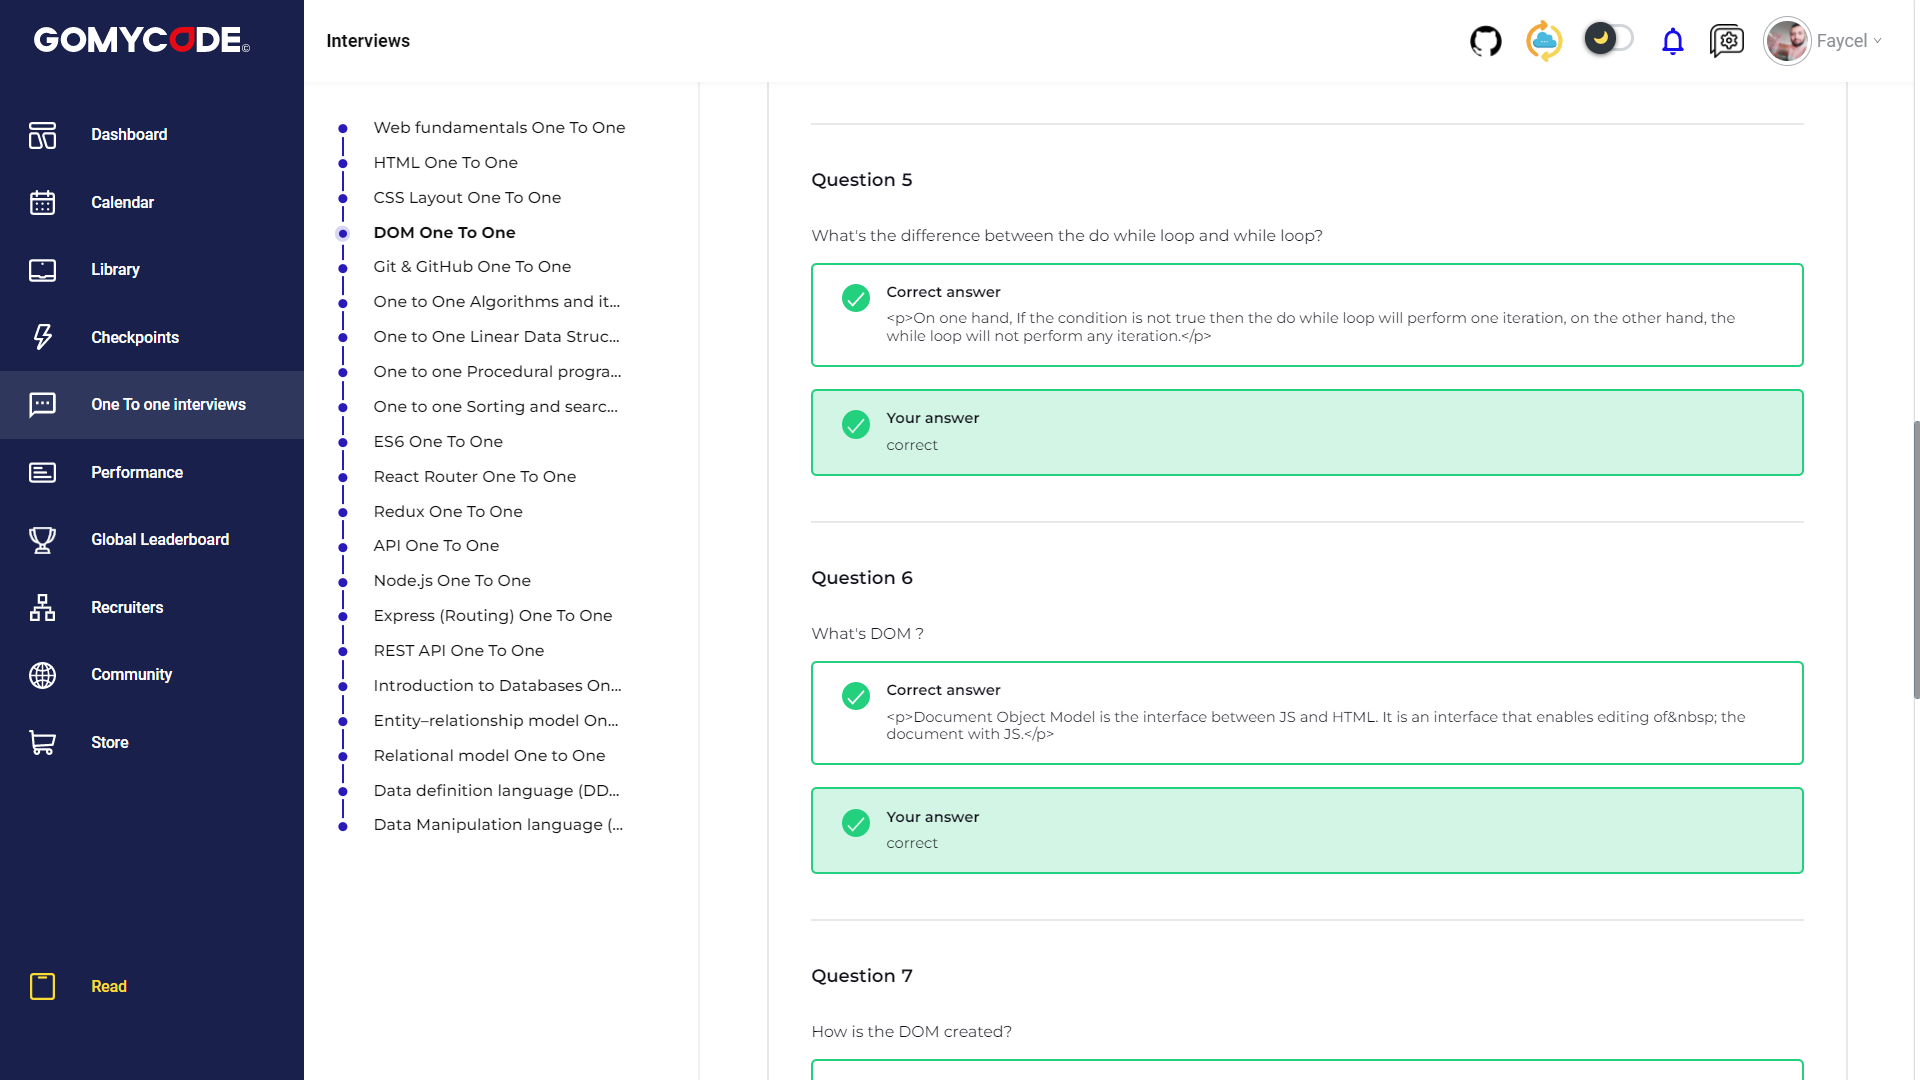 GOMYCODE©
Interviews
Faycel
Dashboard
Calendar
Library
Checkpoints
One To one interviews
Performance
Global Leaderboard
Recruiters
Community
Store
Read
Web fundamentals One To One
HTML One To One
CSS Layout One To One
DOM One To One
Git & GitHub One To One
One to One Algorithms and it...
One to One Linear Data Struc...
One to one Procedural progra...
One to one Sorting and searc...
ES6 One To One
React Router One To One
Redux One To One
API One To One
Node.js One To One
Express (Routing) One To One
REST API One To One
Introduction to Databases On...
Entity–relationship model On...
Relational model One to One
Data definition language (DD...
Data Manipulation language (...
Question 5
What's the difference between the do while loop and while loop?
Correct answer
<p>On one hand, If the condition is not true then the do while loop will perform one iteration, on the other hand, the
while loop will not perform any iteration.</p>
Your answer
correct
Question 6
What's DOM ?
Correct answer
<p>Document Object Model is the interface between JS and HTML. It is an interface that enables editing of&nbsp; the
document with JS.</p>
Your answer
correct
Question 7
How is the DOM created?